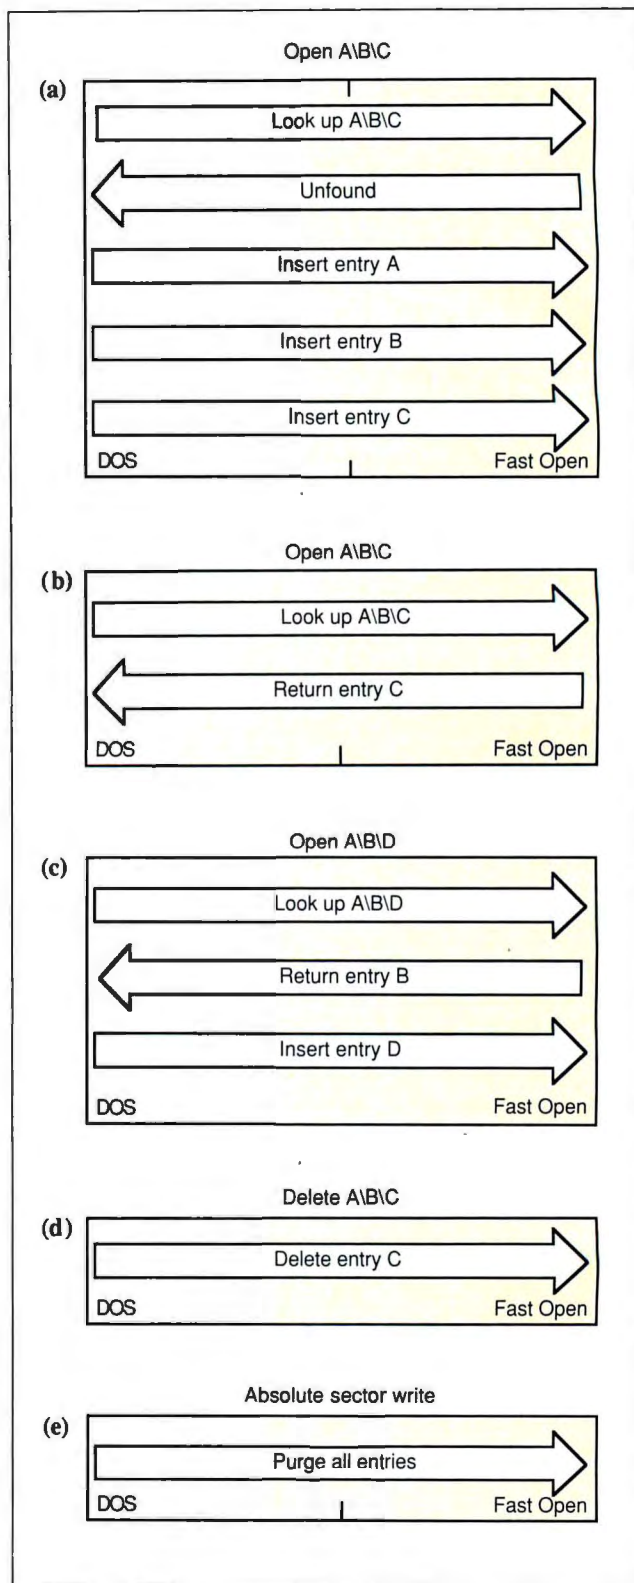 Open A\B\C
(a)
Look up A\B\C
Unfound
Insert entry A
Insert entry B
Insert entry C
DOS Fast Open
Open A\B\C
(b)
Look up A\B\C
Return entry C
DOS Fast Open
Open A\B\D
(c)
Look up A\B\D
Return entry B
Insert entry D
DOS Fast Open
Delete A\B\C
(d)
Delete entry C
DOS Fast Open
Absolute sector write
(e)
Purge all entries
DOS Fast Open